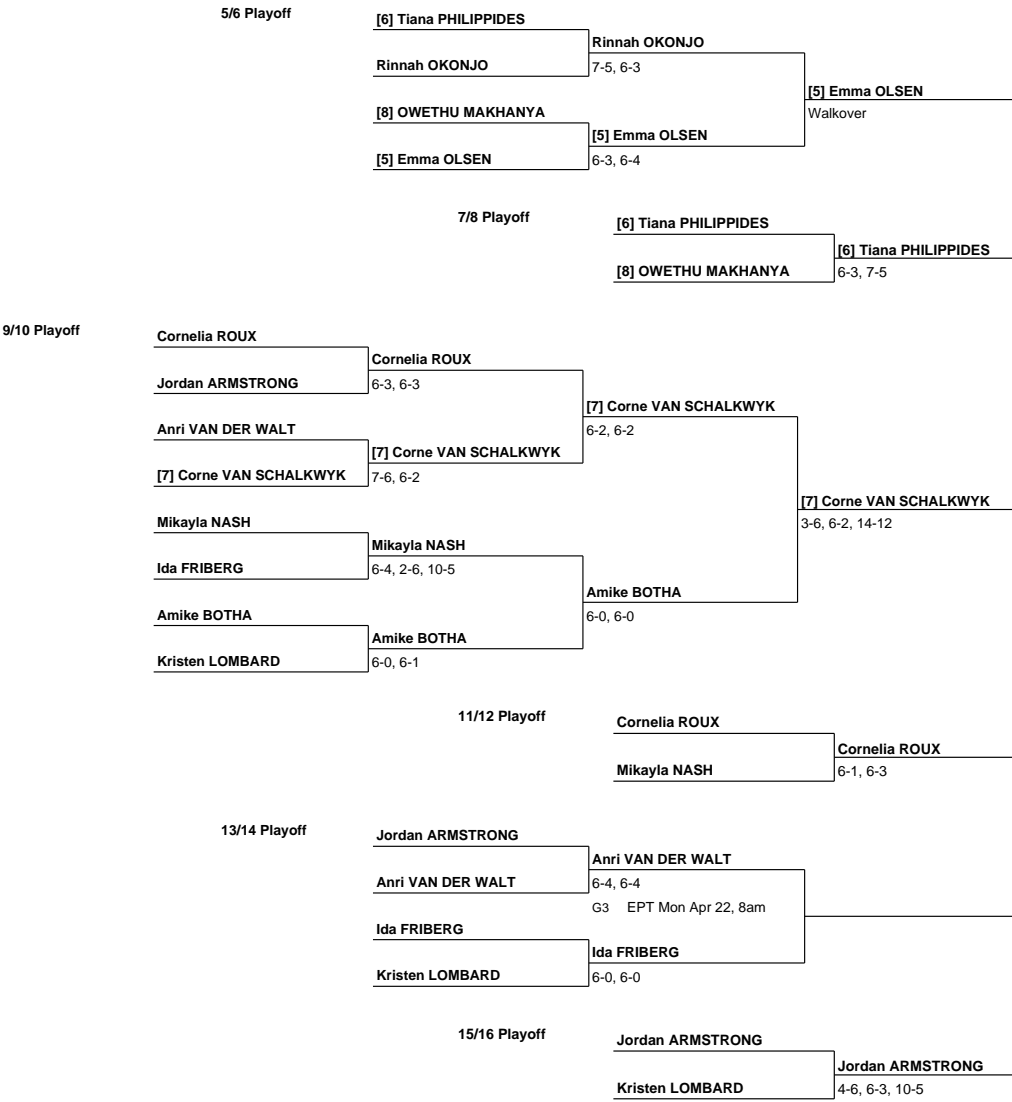 5/6 Playoff
[6] Tiana PHILIPPIDES
Rinnah OKONJO
Rinnah OKONJO
7-5, 6-3
[5] Emma OLSEN
Walkover
[8] OWETHU MAKHANYA
[5] Emma OLSEN
[5] Emma OLSEN
6-3, 6-4
7/8 Playoff
[6] Tiana PHILIPPIDES
[6] Tiana PHILIPPIDES
[8] OWETHU MAKHANYA
6-3, 7-5
9/10 Playoff
Cornelia ROUX
Cornelia ROUX
Jordan ARMSTRONG
6-3, 6-3
[7] Corne VAN SCHALKWYK
6-2, 6-2
Anri VAN DER WALT
[7] Corne VAN SCHALKWYK
[7] Corne VAN SCHALKWYK
7-6, 6-2
[7] Corne VAN SCHALKWYK
3-6, 6-2, 14-12
Mikayla NASH
Mikayla NASH
Ida FRIBERG
6-4, 2-6, 10-5
Amike BOTHA
6-0, 6-0
Amike BOTHA
Amike BOTHA
Kristen LOMBARD
6-0, 6-1
11/12 Playoff
Cornelia ROUX
Cornelia ROUX
Mikayla NASH
6-1, 6-3
13/14 Playoff
Jordan ARMSTRONG
Anri VAN DER WALT
Anri VAN DER WALT
6-4, 6-4
G3 EPT Mon Apr 22, 8am
Ida FRIBERG
Ida FRIBERG
Kristen LOMBARD
6-0, 6-0
15/16 Playoff
Jordan ARMSTRONG
Jordan ARMSTRONG
Kristen LOMBARD
4-6, 6-3, 10-5